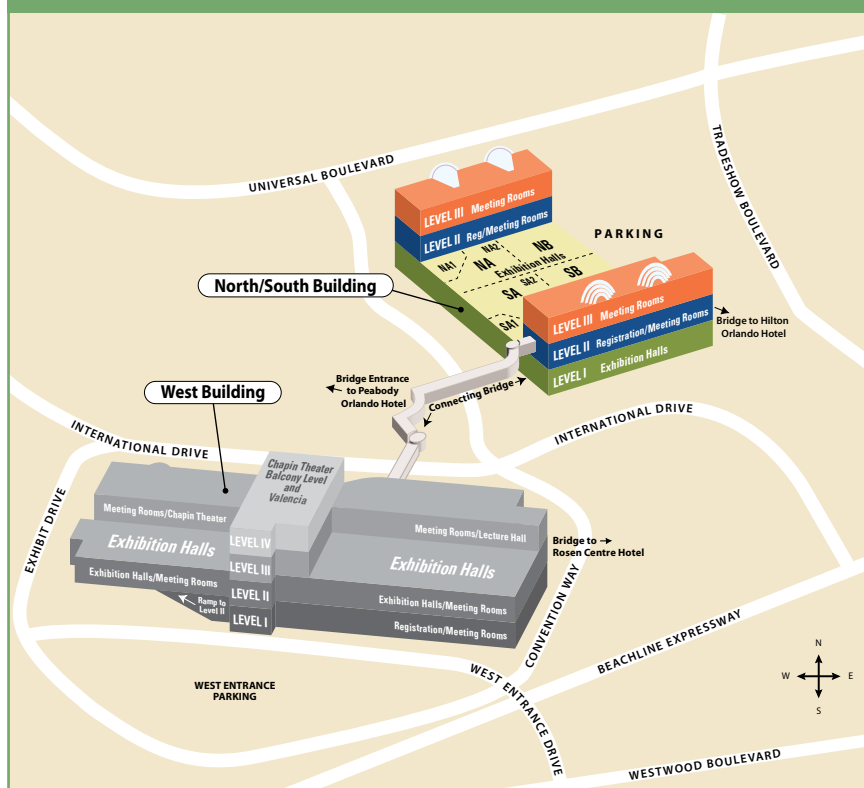 UNIVERSAL BOULEVARD
TRADESHOW BOULEVARD
LEVEL III Meeting Rooms
LEVEL II Reg/Meeting Rooms
PARKING
NA1
NA2
NA
NB
Exhibition Halls
SA
SA2
SB
SA1
North/South Building
LEVEL III Meeting Rooms
LEVEL II Registration/Meeting Rooms
LEVEL I Exhibition Halls
Bridge to Hilton
Orlando Hotel
Bridge Entrance
to Peabody
Orlando Hotel
Connecting Bridge
West Building
INTERNATIONAL DRIVE
INTERNATIONAL DRIVE
EXHIBIT DRIVE
Chapin Theater
Balcony Level
and
Valencia
Meeting Rooms/Chapin Theater
LEVEL IV
Meeting Rooms/Lecture Hall
Exhibition Halls
LEVEL III
Exhibition Halls
Bridge to
Rosen Centre Hotel
Exhibition Halls/Meeting Rooms
LEVEL II
Exhibition Halls/Meeting Rooms
Ramp to
Level II
LEVEL I
Registration/Meeting Rooms
CONVENTION WAY
BEACHLINE EXPRESSWAY
WEST ENTRANCE
PARKING
WEST ENTRANCE DRIVE
WESTWOOD BOULEVARD
N
W E
S